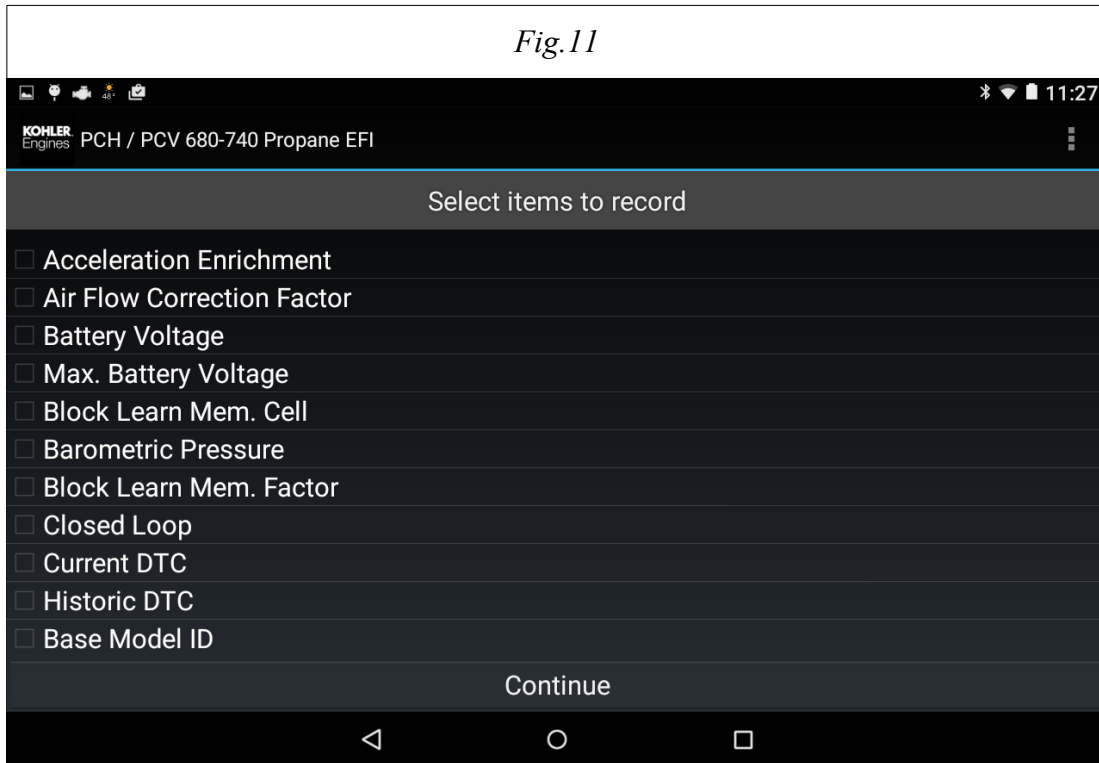 Fig.11
48° 11:27
KOHLER
Engines PCH / PCV 680-740 Propane EFI
Select items to record
Acceleration Enrichment
Air Flow Correction Factor
Battery Voltage
Max. Battery Voltage
Block Learn Mem. Cell
Barometric Pressure
Block Learn Mem. Factor
Closed Loop
Current DTC
Historic DTC
Base Model ID
Continue